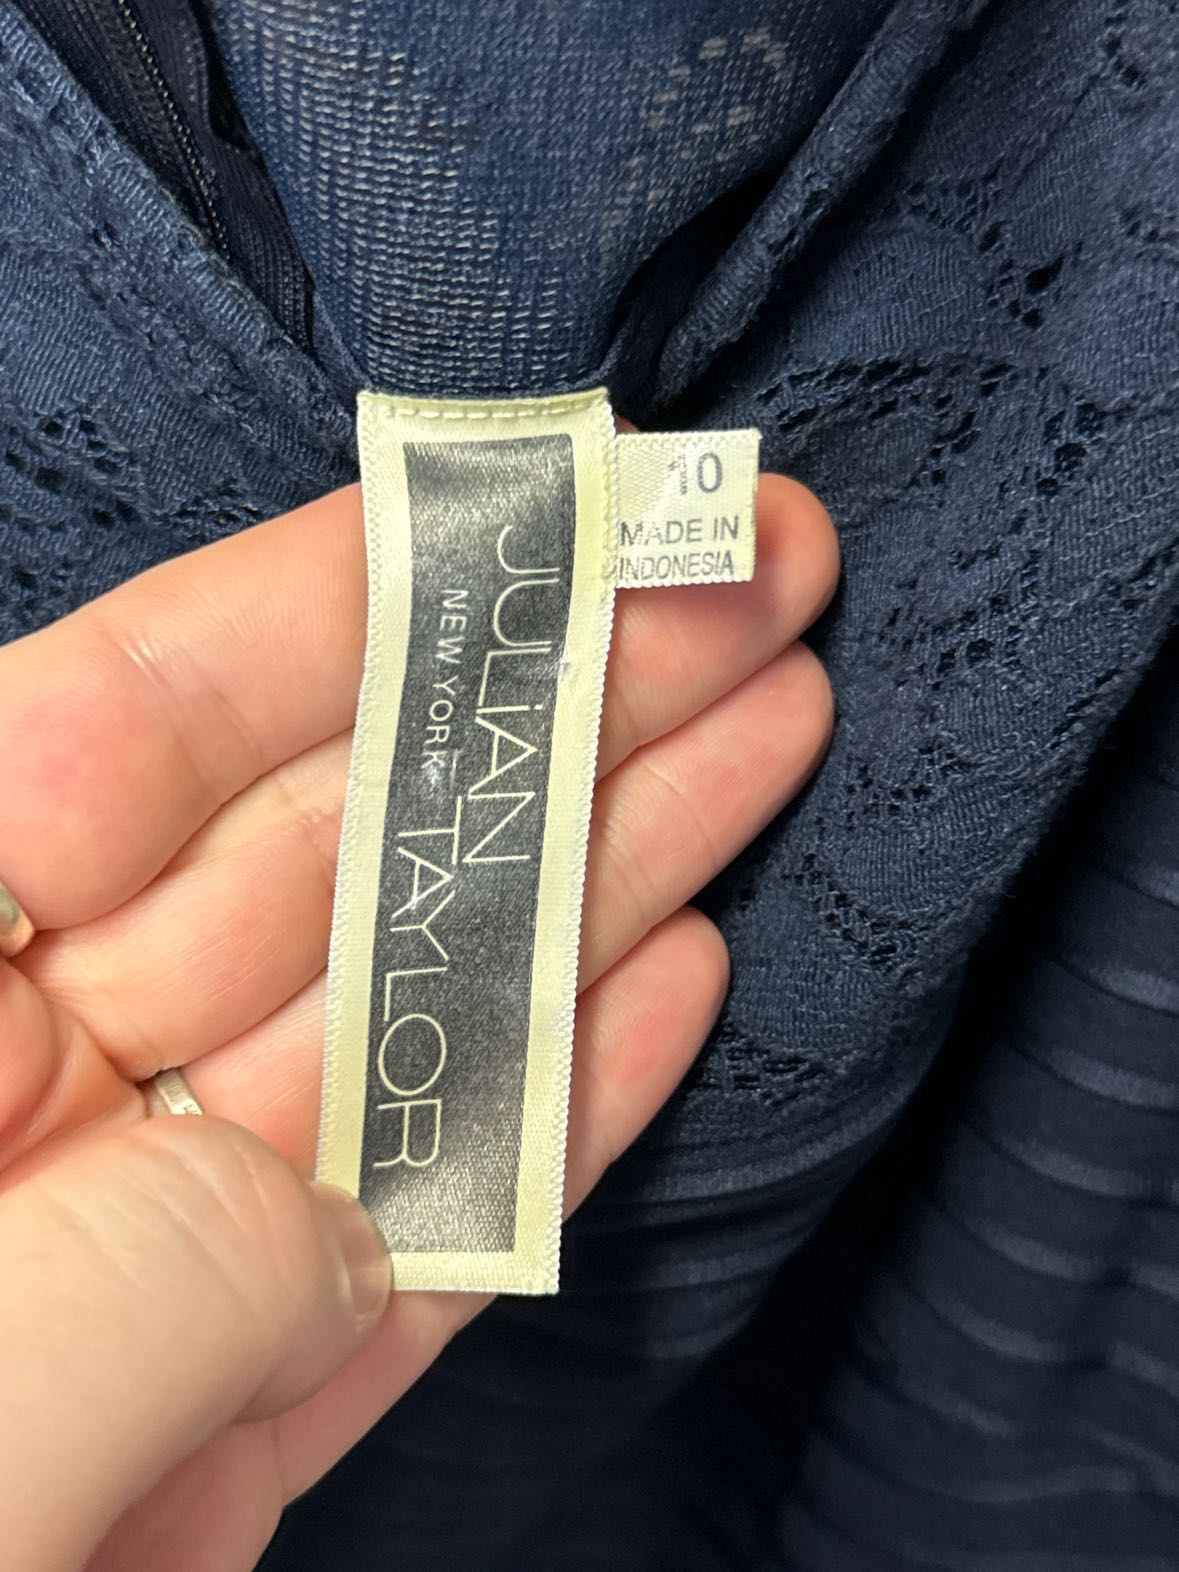 JULIAN
NEW YORK
TAYLOR
10
MADE IN
INDONESIA